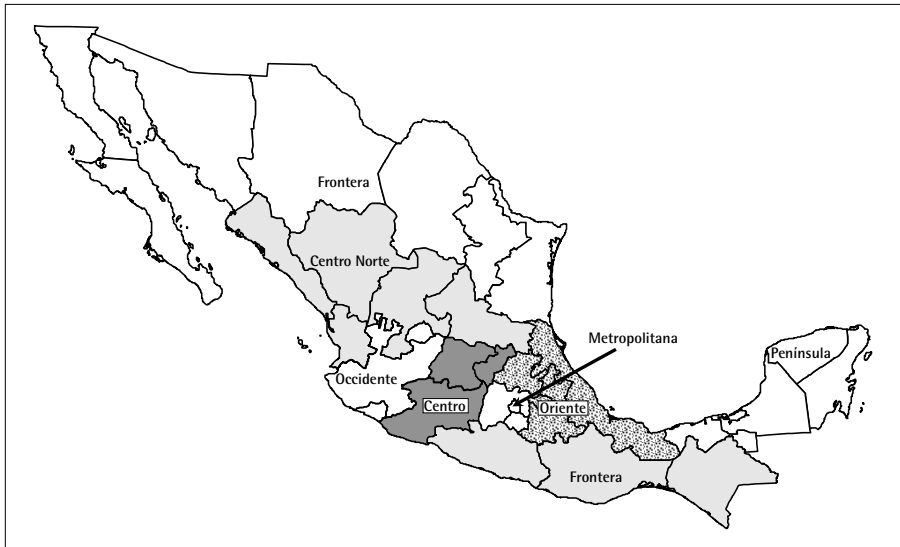 Frontera
Centro Norte
Metropolitana
Península
Occidente
Centro
Oriente
Frontera